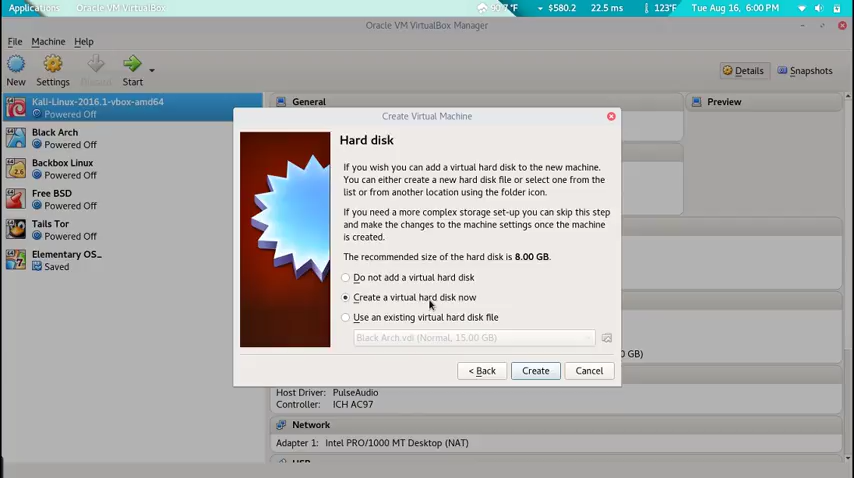 Applications
Oracle VM VirtualBox
$580.2
22.5 ms
123°F
Tue Aug 16, 6:00 PM
Oracle VM VirtualBox Manager
File
Machine
Help
New
Settings
Discard
Start
Details
Snapshots
Kali-Linux-2016.1-vbox-amd64
Powered Off
Black Arch
Powered Off
Backbox Linux
Powered Off
Free BSD
Powered Off
Tails Tor
Powered Off
Elementary OS_
Saved
General
Preview
Create Virtual Machine
Hard disk
If you wish you can add a virtual hard disk to the new machine.
You can either create a new hard disk file or select one from the
list or from another location using the folder icon.
If you need a more complex storage set-up you can skip this step
and make the changes to the machine settings once the machine
is created.
The recommended size of the hard disk is 8.00 GB.
Do not add a virtual hard disk
Create a virtual hard disk now
Use an existing virtual hard disk file
Black Arch.vdi (Normal, 15.00 GB)
< Back
Create
Cancel
0 GB)
Host Driver: PulseAudio
Controller: ICH AC97
Network
Adapter 1: Intel PRO/1000 MT Desktop (NAT)